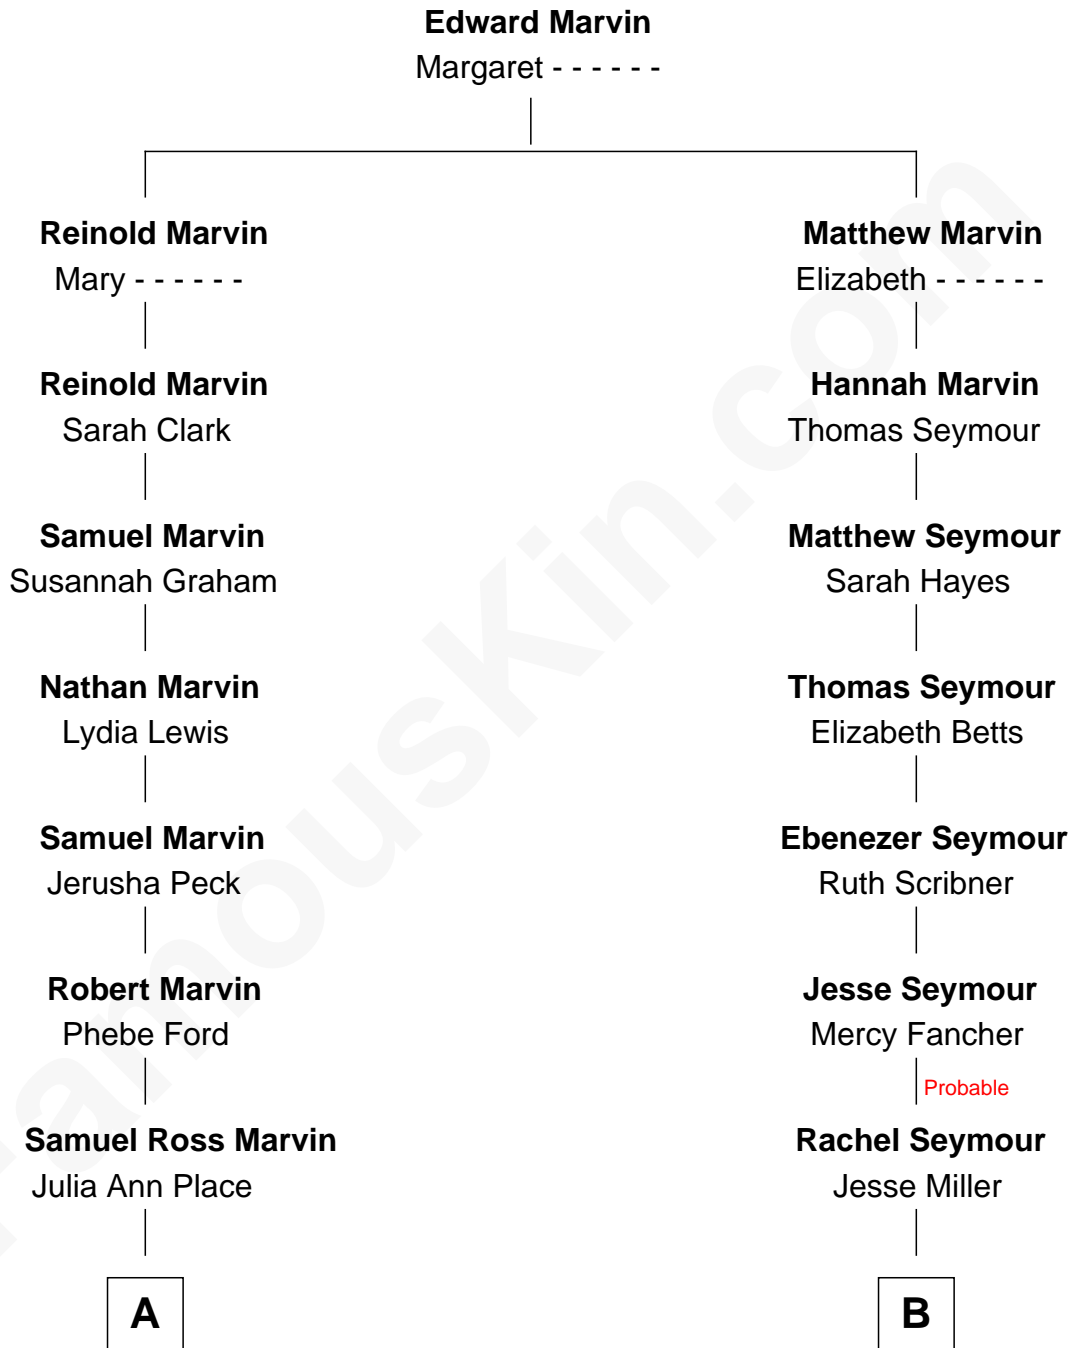 Edward Marvin
Margaret - - - - - -
Reinold Marvin
Mary - - - - - -
Matthew Marvin
Elizabeth - - - - - -
Reinold Marvin
Sarah Clark
Hannah Marvin
Thomas Seymour
Samuel Marvin
Susannah Graham
Matthew Seymour
Sarah Hayes
Nathan Marvin
Lydia Lewis
Thomas Seymour
Elizabeth Betts
Samuel Marvin
Jerusha Peck
Ebenezer Seymour
Ruth Scribner
Robert Marvin
Phebe Ford
Jesse Seymour
Mercy Fancher
Probable
Samuel Ross Marvin
Julia Ann Place
Rachel Seymour
Jesse Miller
A
B
FamousKin.com